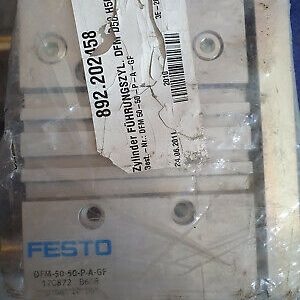 892.202458
Zylinder FÜHRUNGSZYL. DFM D50 H50
Best.-Nr.: DFM 50-50-P-A-GF
2010
24.06.2011
FESTO
DFM-50-50-P-A-GF
170872